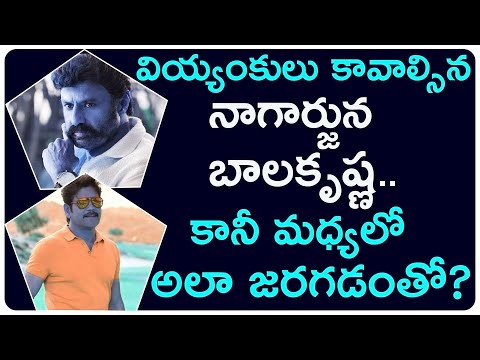 వియ్యంకులు కావాల్సిన
నాగార్జున
బాలకృష్ణ..
కానీ మధ్యలో
అలా జరగడంతో?